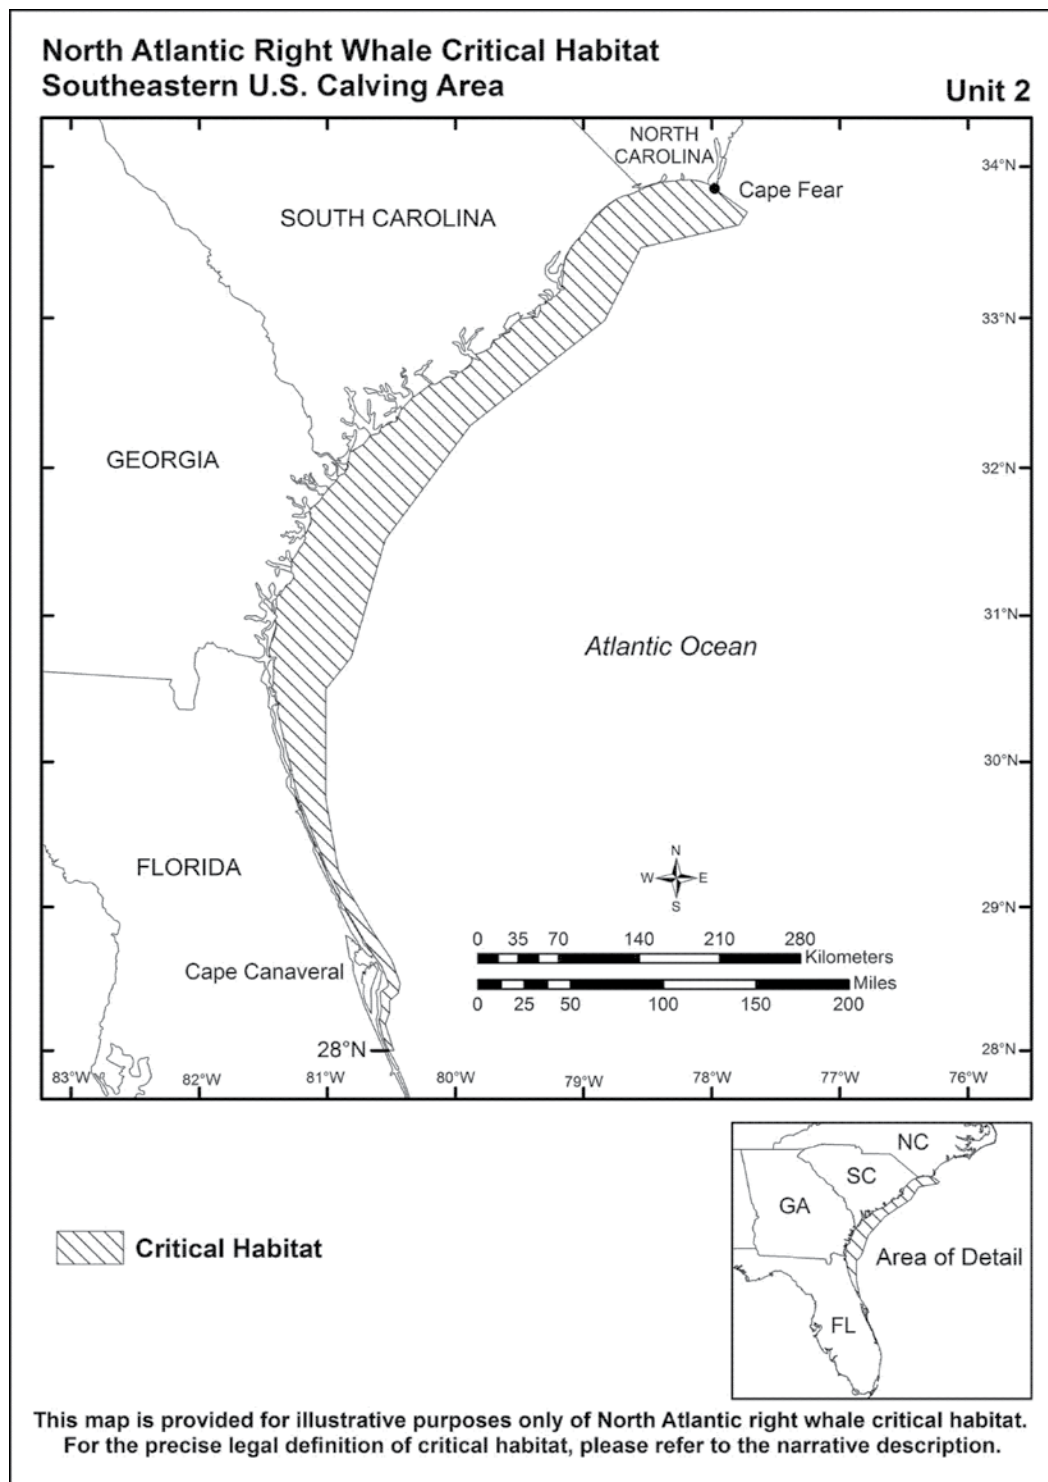 North Atlantic Right Whale Critical Habitat
Southeastern U.S. Calving Area
Unit 2
NORTH
CAROLINA
34°N
Cape Fear
SOUTH CAROLINA
33°N
GEORGIA
32°N
31°N
Atlantic Ocean
30°N
FLORIDA
N
W E
S
29°N
0 35 70 140 210 280
Kilometers
Cape Canaveral
Miles
0 25 50 100 150 200
28°N
28°N
83°W 82°W 81°W 80°W 79°W 78°W 77°W 76°W
NC
SC
GA
Area of Detail
FL
Critical Habitat
This map is provided for illustrative purposes only of North Atlantic right whale critical habitat.
For the precise legal definition of critical habitat, please refer to the narrative description.